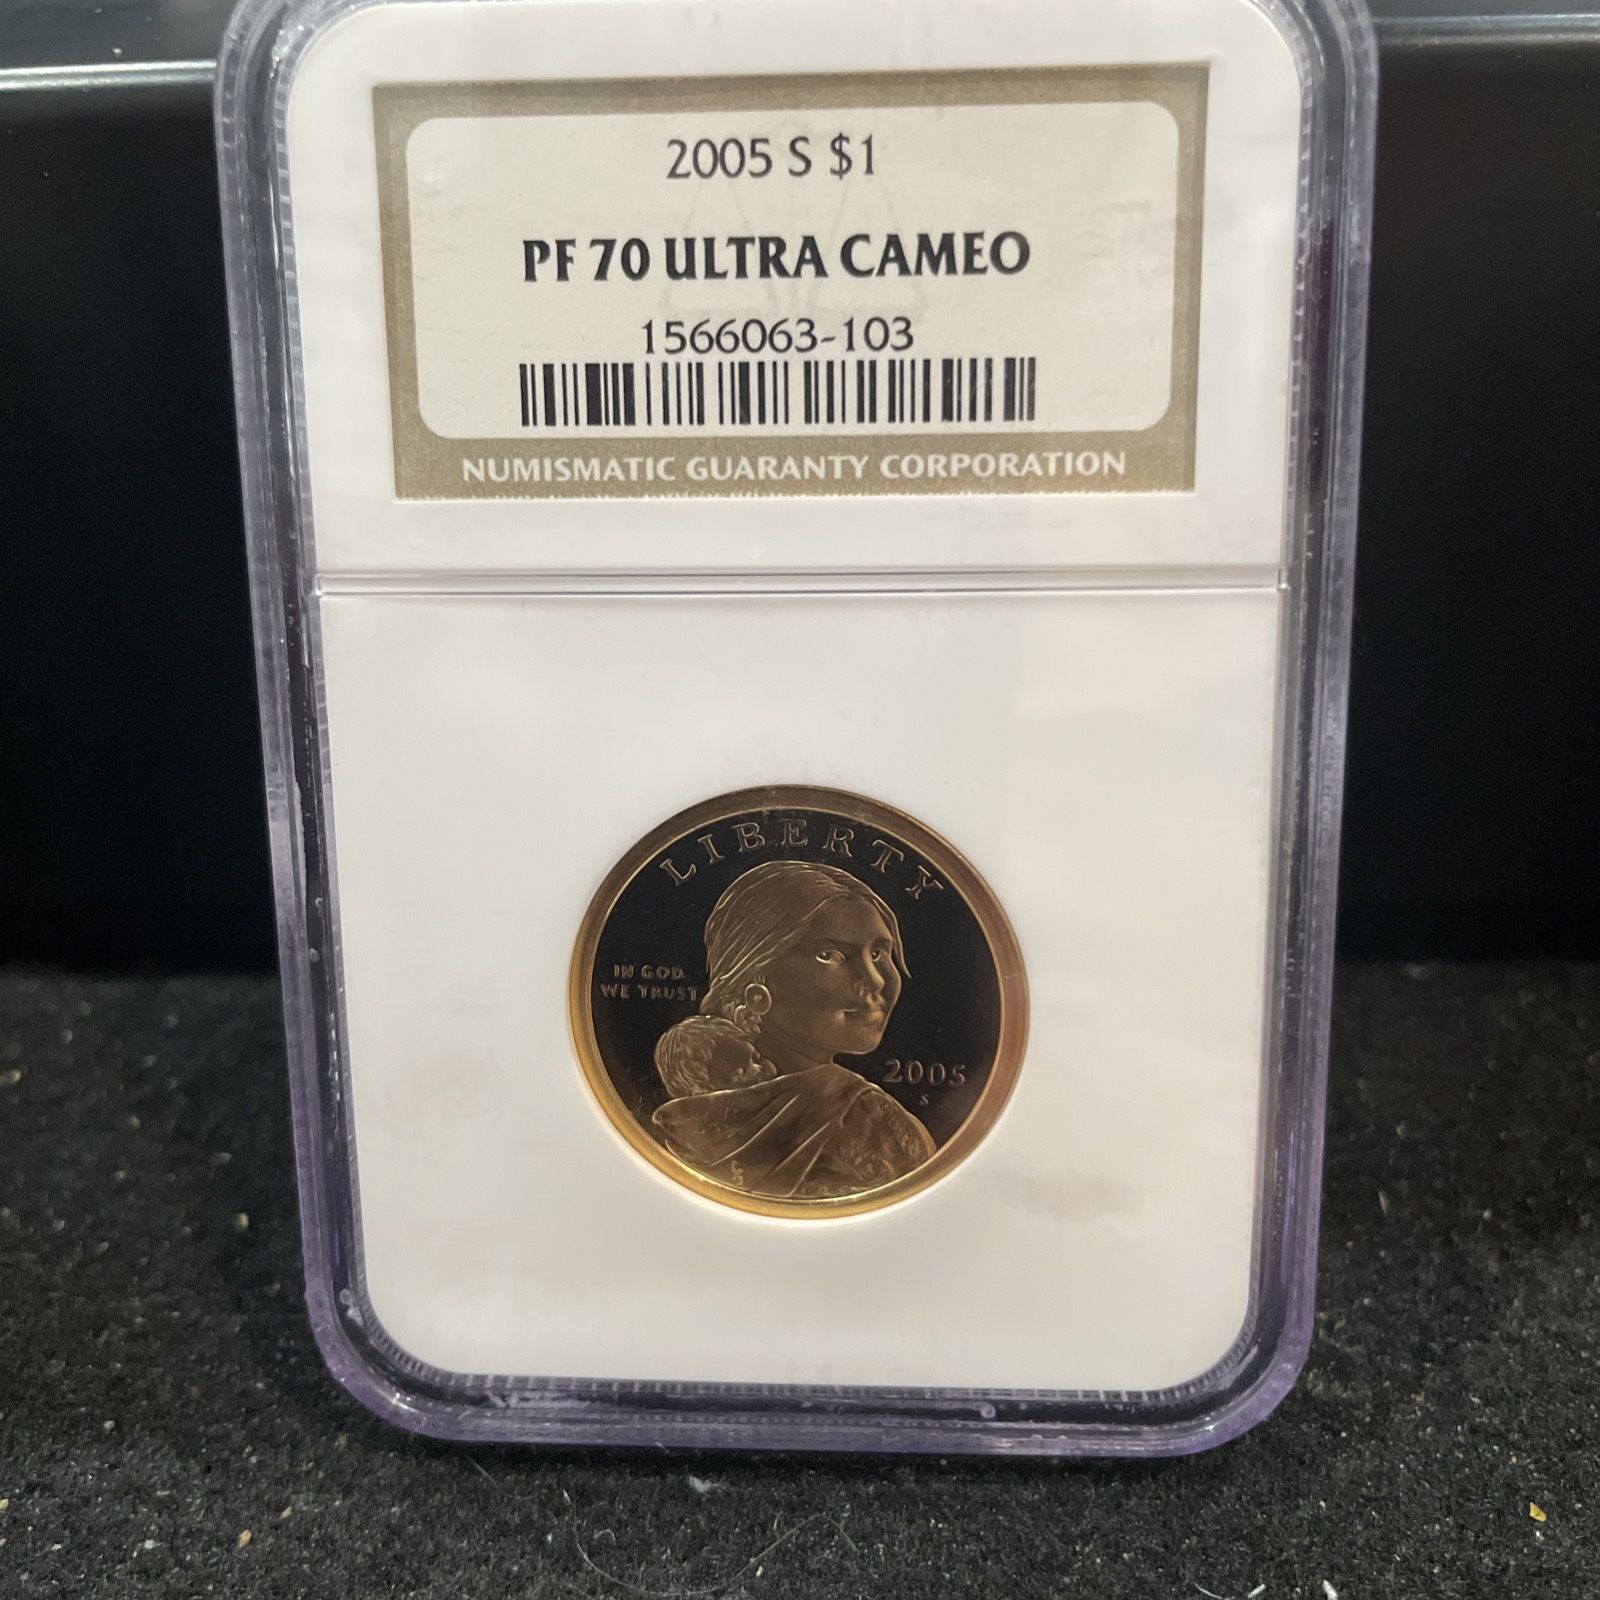 2005 S $1
PF 70 ULTRA CAMEO
1566063-103
NUMISMATIC GUARANTY CORPORATION
LIBERTY
IN GOD
WE TRUST
2005
S